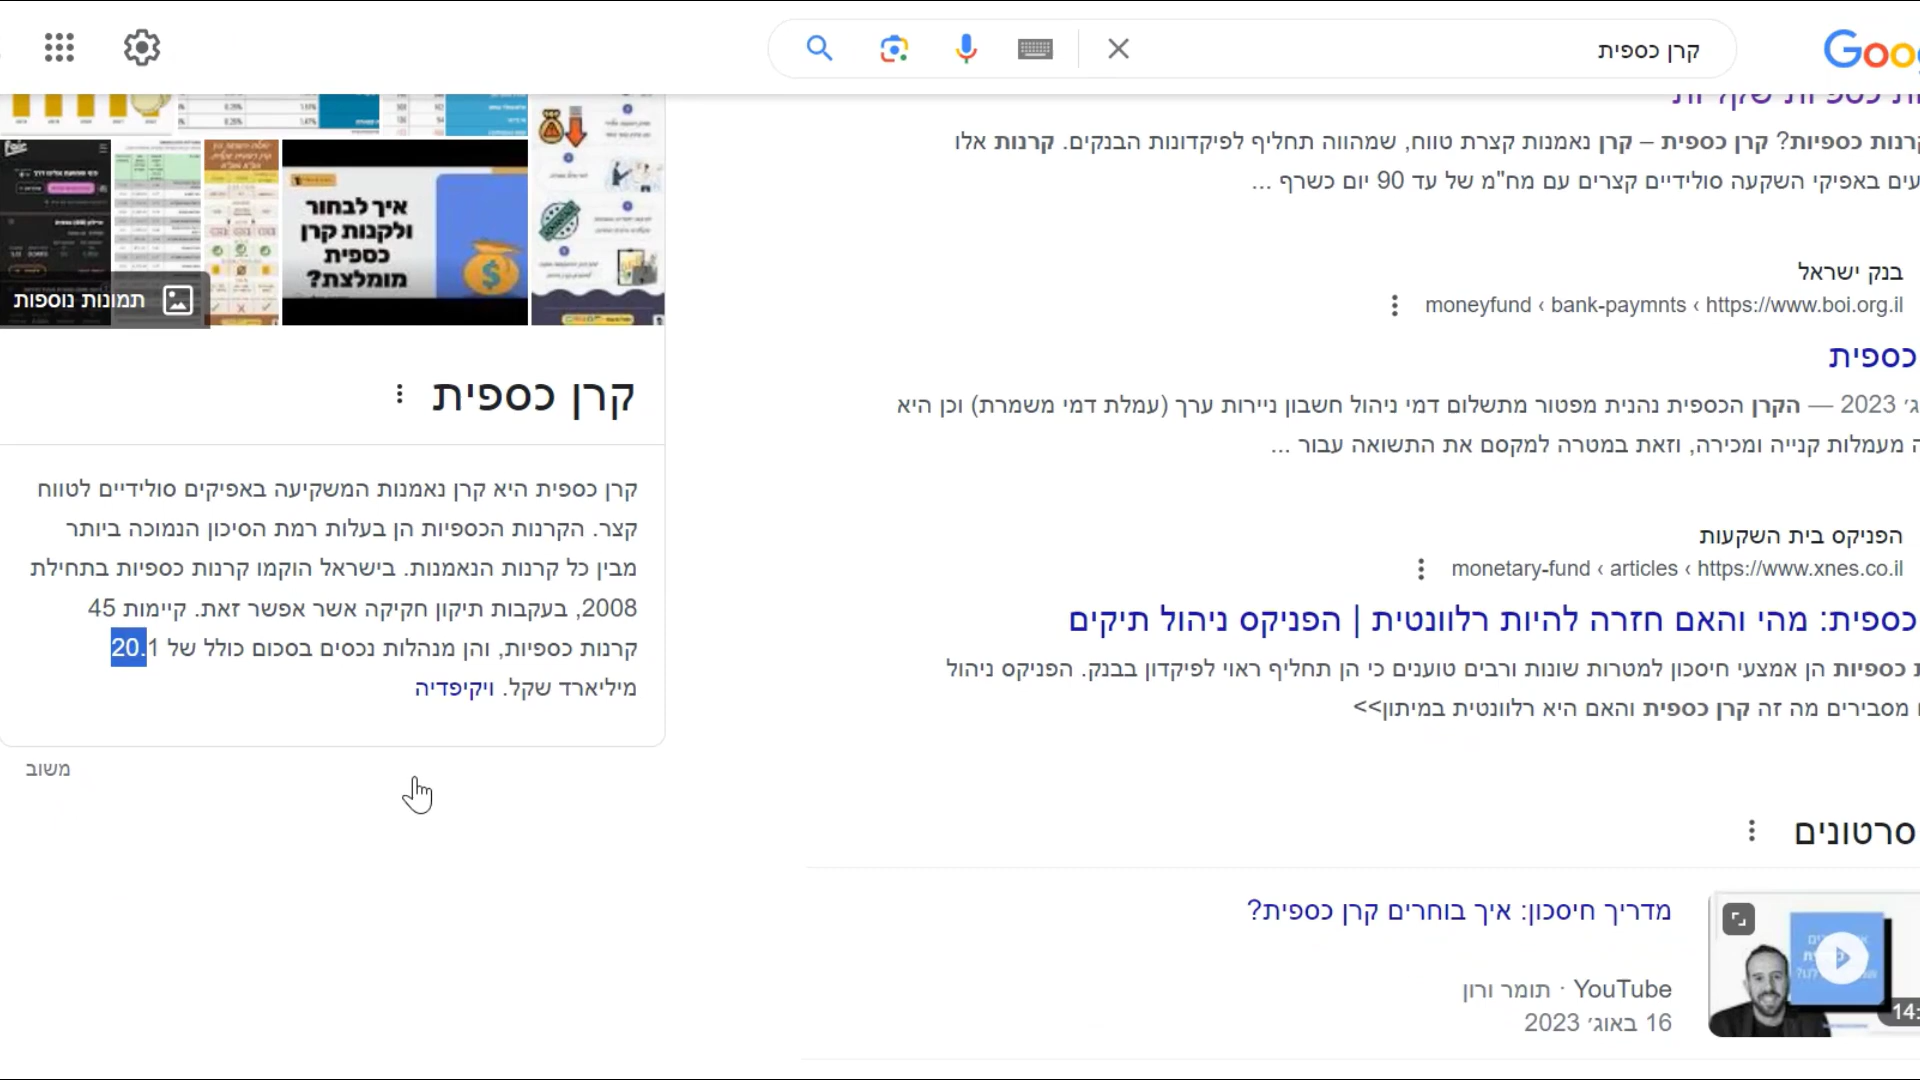 קרן כספית
Goo
ות כספיות שקליות
קרנות כספיות? קרן כספית – קרן נאמנות קצרת טווח, שמהווה תחליף לפיקדונות הבנקים. קרנות אלו
עים באפיקי השקעה סולידיים קצרים עם מח"מ של עד 90 יום כשרף ...
בנק ישראל
https://www.boi.org.il › bank-paymnts › moneyfund
כספית
ג׳ 2023 — הקרן הכספית נהנית מפטור מתשלום דמי ניהול חשבון ניירות ערך (עמלת דמי משמרת) וכן היא
ה מעמלות קנייה ומכירה, וזאת במטרה למקסם את התשואה עבור ...
הפניקס בית השקעות
https://www.xnes.co.il › articles › monetary-fund
כספית: מהי והאם חזרה להיות רלוונטית | הפניקס ניהול תיקים
ת כספיות הן אמצעי חיסכון למטרות שונות ורבים טוענים כי הן תחליף ראוי לפיקדון בבנק. הפניקס ניהול
ם מסבירים מה זה קרן כספית והאם היא רלוונטית במיתון>>
סרטונים
מדריך חיסכון: איך בוחרים קרן כספית?
YouTube · תומר ורון
16 באוג׳ 2023
14:
Fair
איך לבחור
ולקנות קרן
כספית
מומלצת?
תמונות נוספות
קרן כספית
קרן כספית היא קרן נאמנות המשקיעה באפיקים סולידיים לטווח
קצר. הקרנות הכספיות הן בעלות רמת הסיכון הנמוכה ביותר
מבין כל קרנות הנאמנות. בישראל הוקמו קרנות כספיות בתחילת
2008, בעקבות תיקון חקיקה אשר אפשר זאת. קיימות 45
קרנות כספיות, והן מנהלות נכסים בסכום כולל של 20.1
מיליארד שקל. ויקיפדיה
משוב